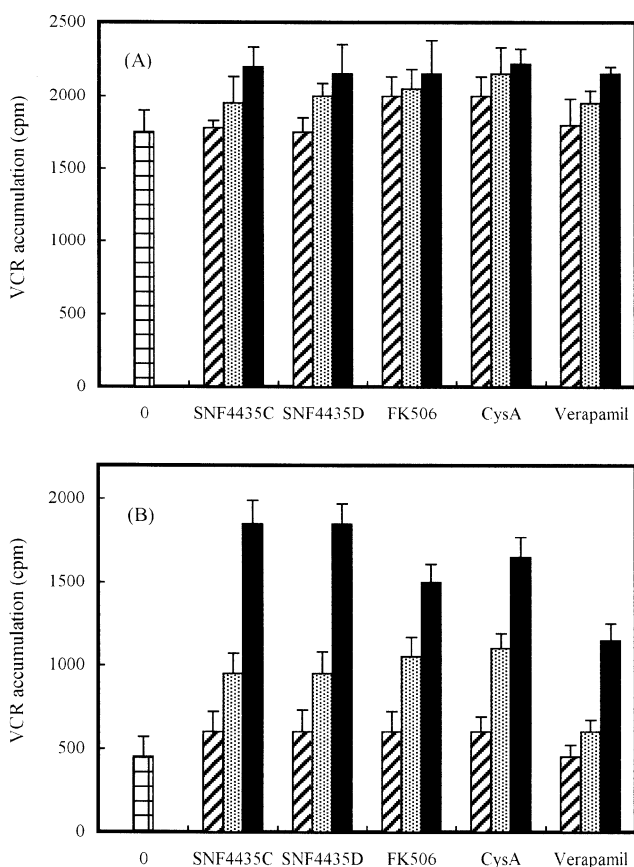 (A)
VCR accumulation (cpm)
2500
2000
1500
1000
500
0
0 SNF4435C SNF4435D FK506 CysA Verapamil
(B)
VCR accumulation (cpm)
2000
1500
1000
500
0
0 SNF4435C SNF4435D FK506 CysA Verapamil